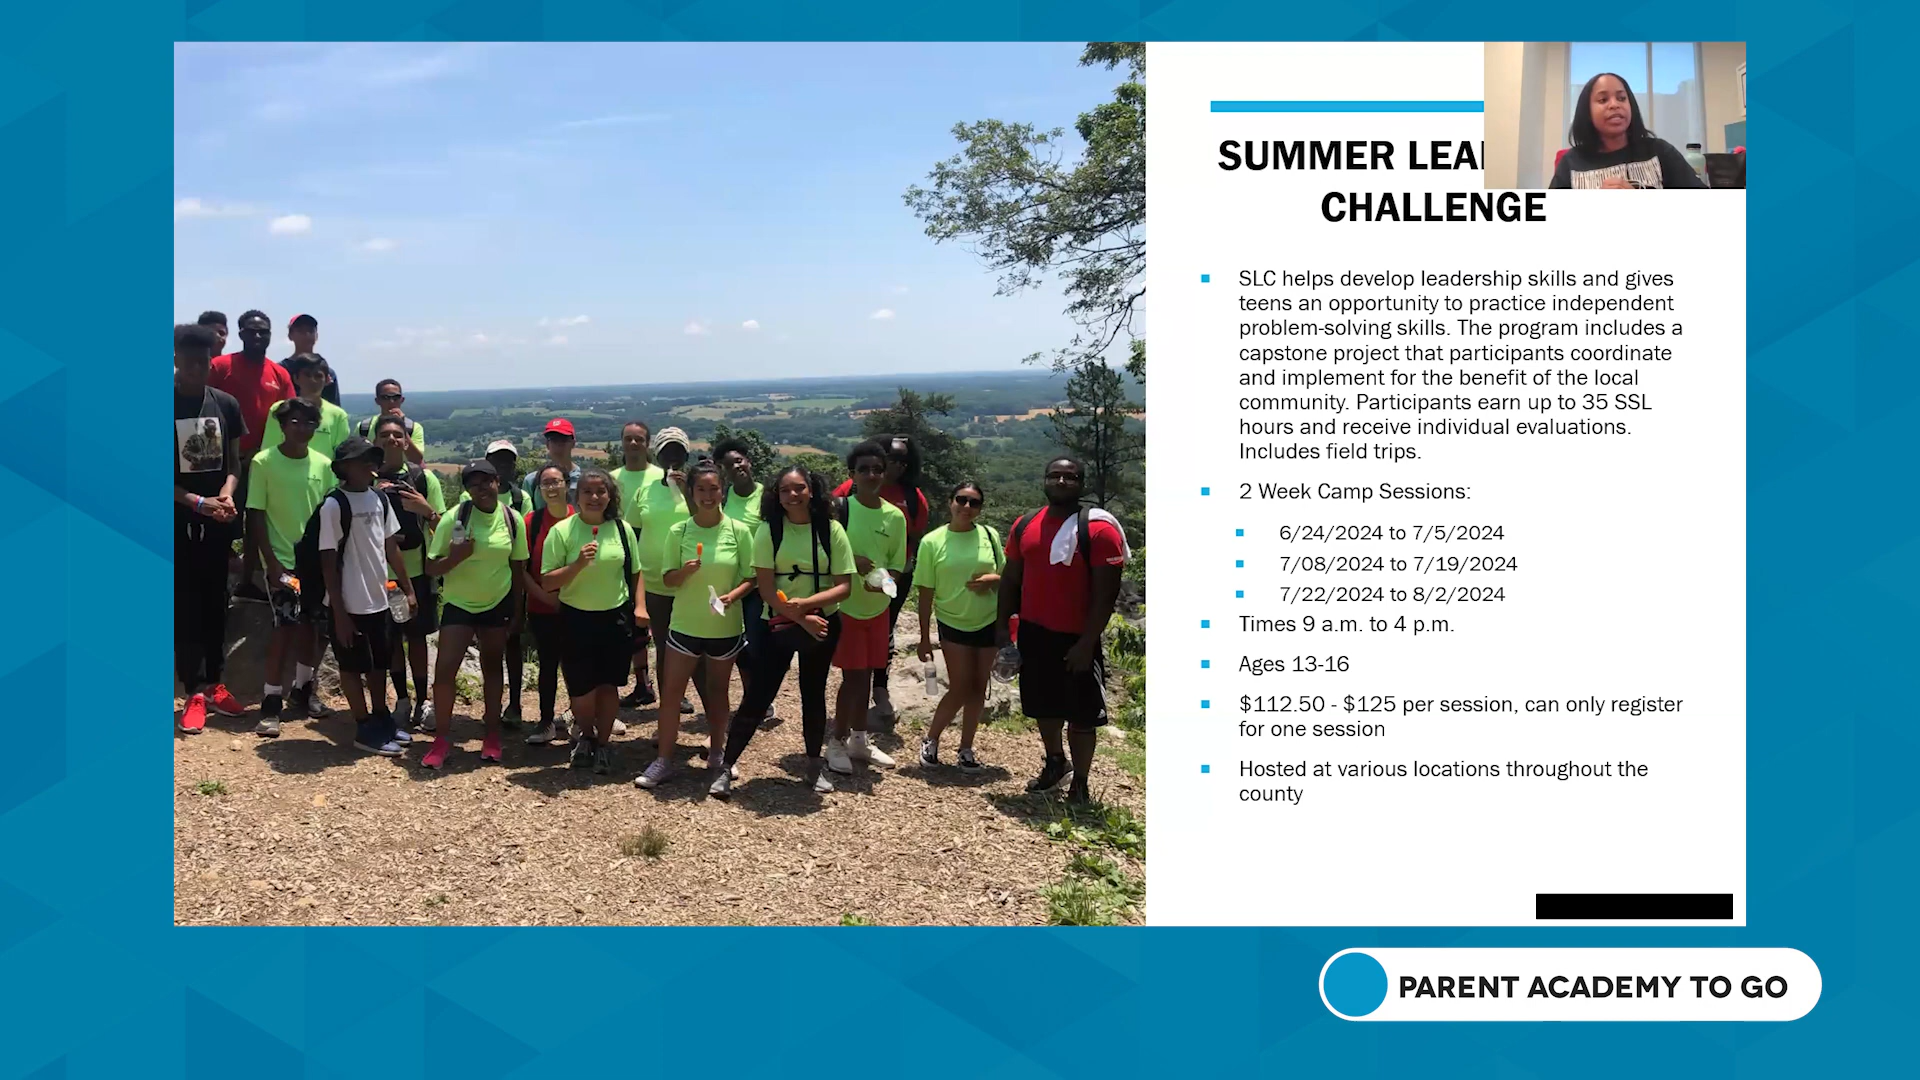 SUMMER LEA
CHALLENGE
SLC helps develop leadership skills and gives
teens an opportunity to practice independent
problem-solving skills. The program includes a
capstone project that participants coordinate
and implement for the benefit of the local
community. Participants earn up to 35 SSL
hours and receive individual evaluations.
Includes field trips.
2 Week Camp Sessions:
6/24/2024 to 7/5/2024
7/08/2024 to 7/19/2024
7/22/2024 to 8/2/2024
Times 9 a.m. to 4 p.m.
Ages 13-16
$112.50 - $125 per session, can only register
for one session
Hosted at various locations throughout the
county
PARENT ACADEMY TO GO